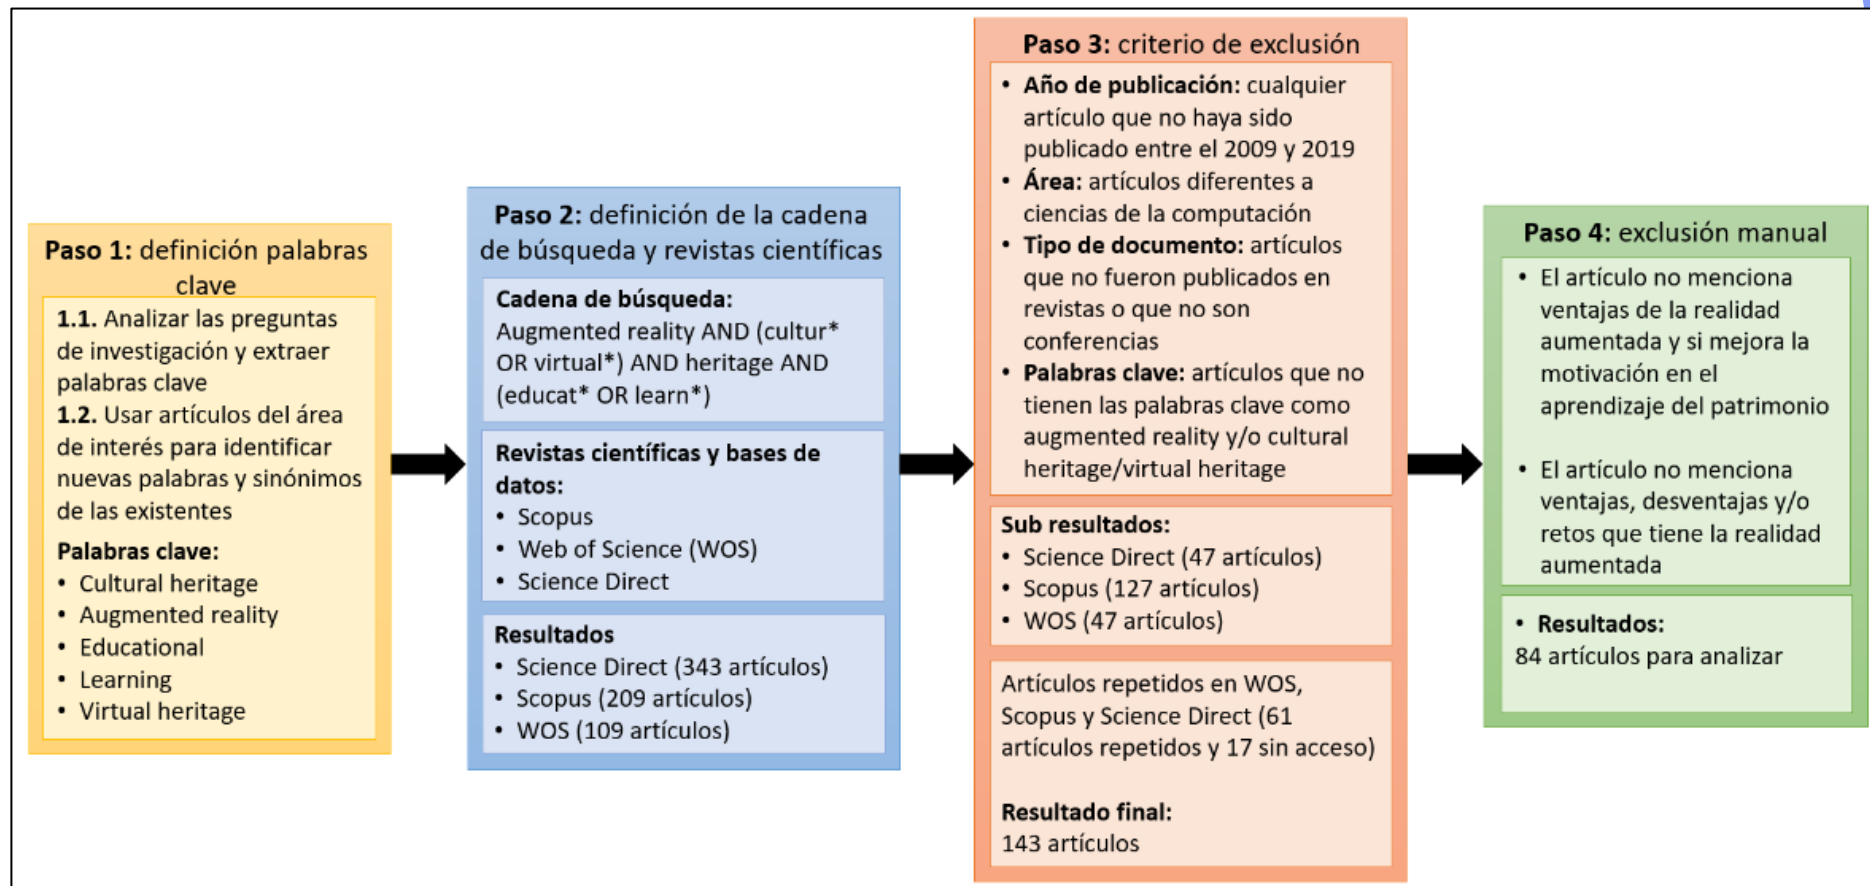 Paso 1: definición palabras
clave
1.1. Analizar las preguntas
de investigación y extraer
palabras clave
1.2. Usar artículos del área
de interés para identificar
nuevas palabras y sinónimos
de las existentes
Palabras clave:
• Cultural heritage
• Augmented reality
• Educational
• Learning
• Virtual heritage
Paso 2: definición de la cadena
de búsqueda y revistas científicas
Cadena de búsqueda:
Augmented reality AND (cultur*
OR virtual*) AND heritage AND
(educat* OR learn*)
Revistas científicas y bases de
datos:
• Scopus
• Web of Science (WOS)
• Science Direct
Resultados
• Science Direct (343 artículos)
• Scopus (209 artículos)
• WOS (109 artículos)
Paso 3: criterio de exclusión
• Año de publicación: cualquier
artículo que no haya sido
publicado entre el 2009 y 2019
• Área: artículos diferentes a
ciencias de la computación
• Tipo de documento: artículos
que no fueron publicados en
revistas o que no son
conferencias
• Palabras clave: artículos que no
tienen las palabras clave como
augmented reality y/o cultural
heritage/virtual heritage
Sub resultados:
• Science Direct (47 artículos)
• Scopus (127 artículos)
• WOS (47 artículos)
Artículos repetidos en WOS,
Scopus y Science Direct (61
artículos repetidos y 17 sin acceso)
Resultado final:
143 artículos
Paso 4: exclusión manual
• El artículo no menciona
ventajas de la realidad
aumentada y si mejora la
motivación en el
aprendizaje del patrimonio
• El artículo no menciona
ventajas, desventajas y/o
retos que tiene la realidad
aumentada
• Resultados:
84 artículos para analizar